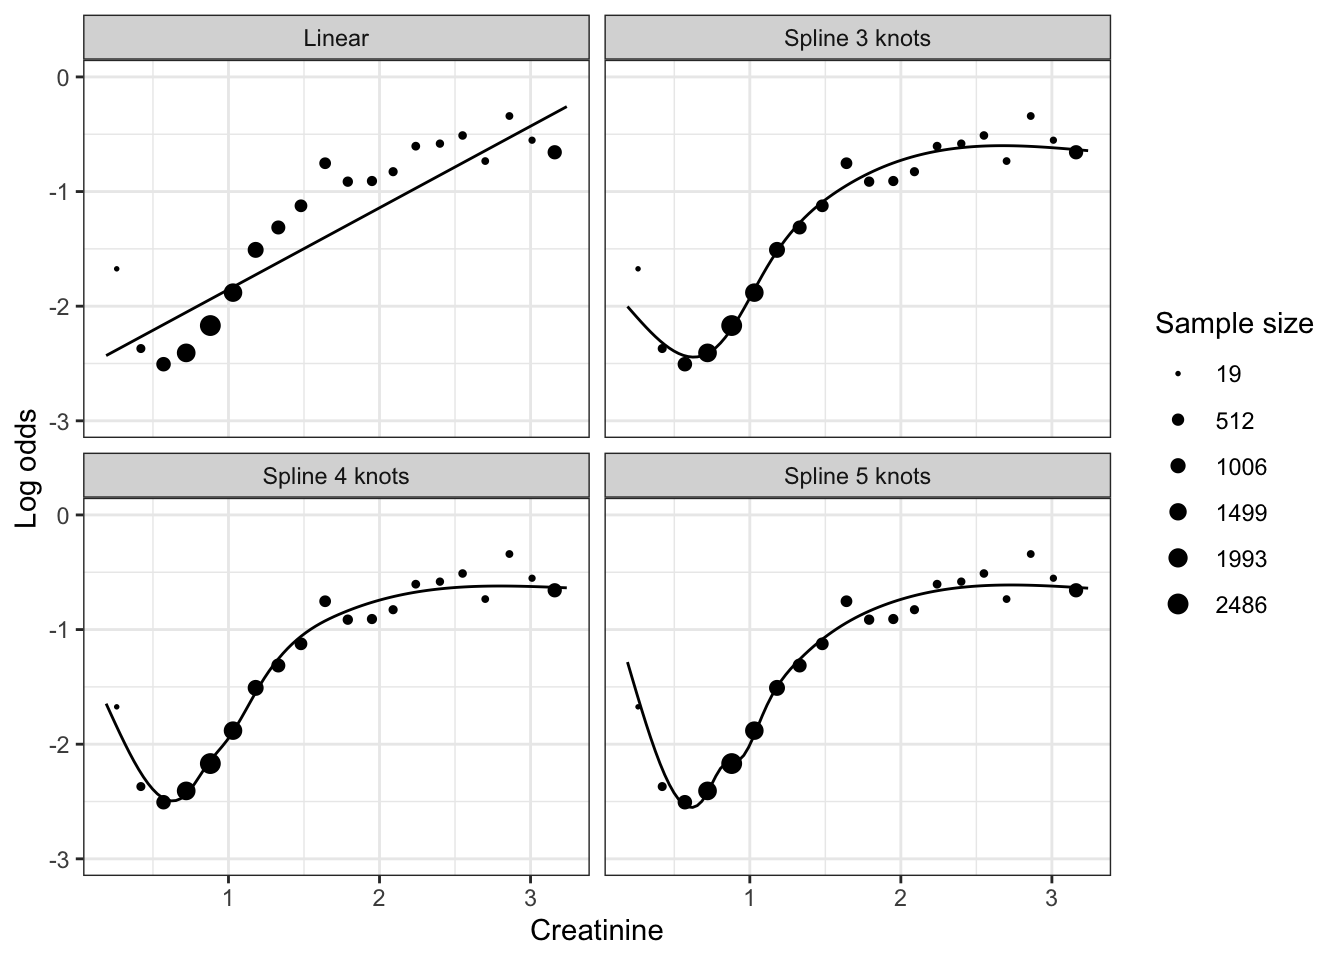 Linear
Spline 3 knots
0
-1
-2
-3
Spline 4 knots
Spline 5 knots
0
-1
-2
-3
1
2
3
1
2
3
Log odds
Creatinine
Sample size
19
512
1006
1499
1993
2486